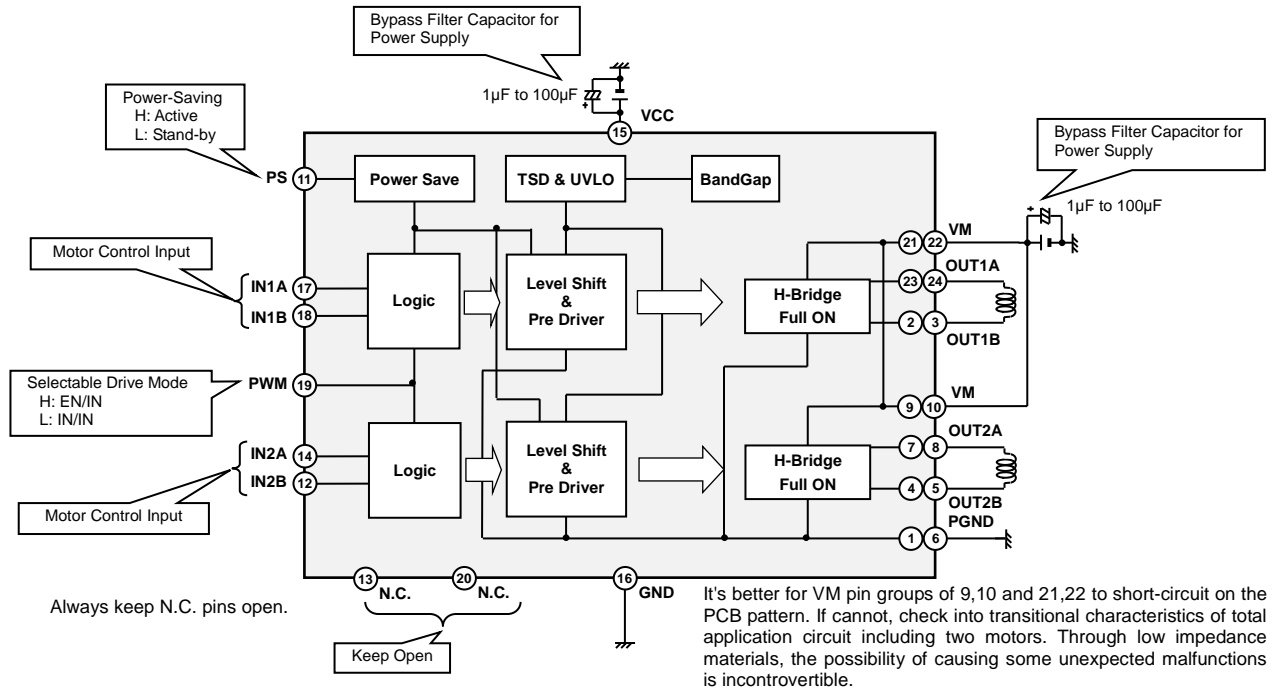 Bypass Filter Capacitor for
Power Supply
1µF to 100µF
VCC
15
Power-Saving
H: Active
L: Stand-by
PS
11
Power Save
TSD & UVLO
BandGap
Bypass Filter Capacitor for
Power Supply
1µF to 100µF
VM
21 22
Motor Control Input
IN1A 17
IN1B 18
Logic
Level Shift
&
Pre Driver
H-Bridge
Full ON
OUT1A
23 24
2 3
OUT1B
Selectable Drive Mode
H: EN/IN
L: IN/IN
PWM 19
VM
9 10
IN2A 14
IN2B 12
Motor Control Input
Logic
Level Shift
&
Pre Driver
H-Bridge
Full ON
OUT2A
7 8
4 5
OUT2B
PGND
1 6
13
N.C.
20
N.C.
16
GND
Always keep N.C. pins open.
Keep Open
It's better for VM pin groups of 9,10 and 21,22 to short-circuit on the
PCB pattern. If cannot, check into transitional characteristics of total
application circuit including two motors. Through low impedance
materials, the possibility of causing some unexpected malfunctions
is incontrovertible.